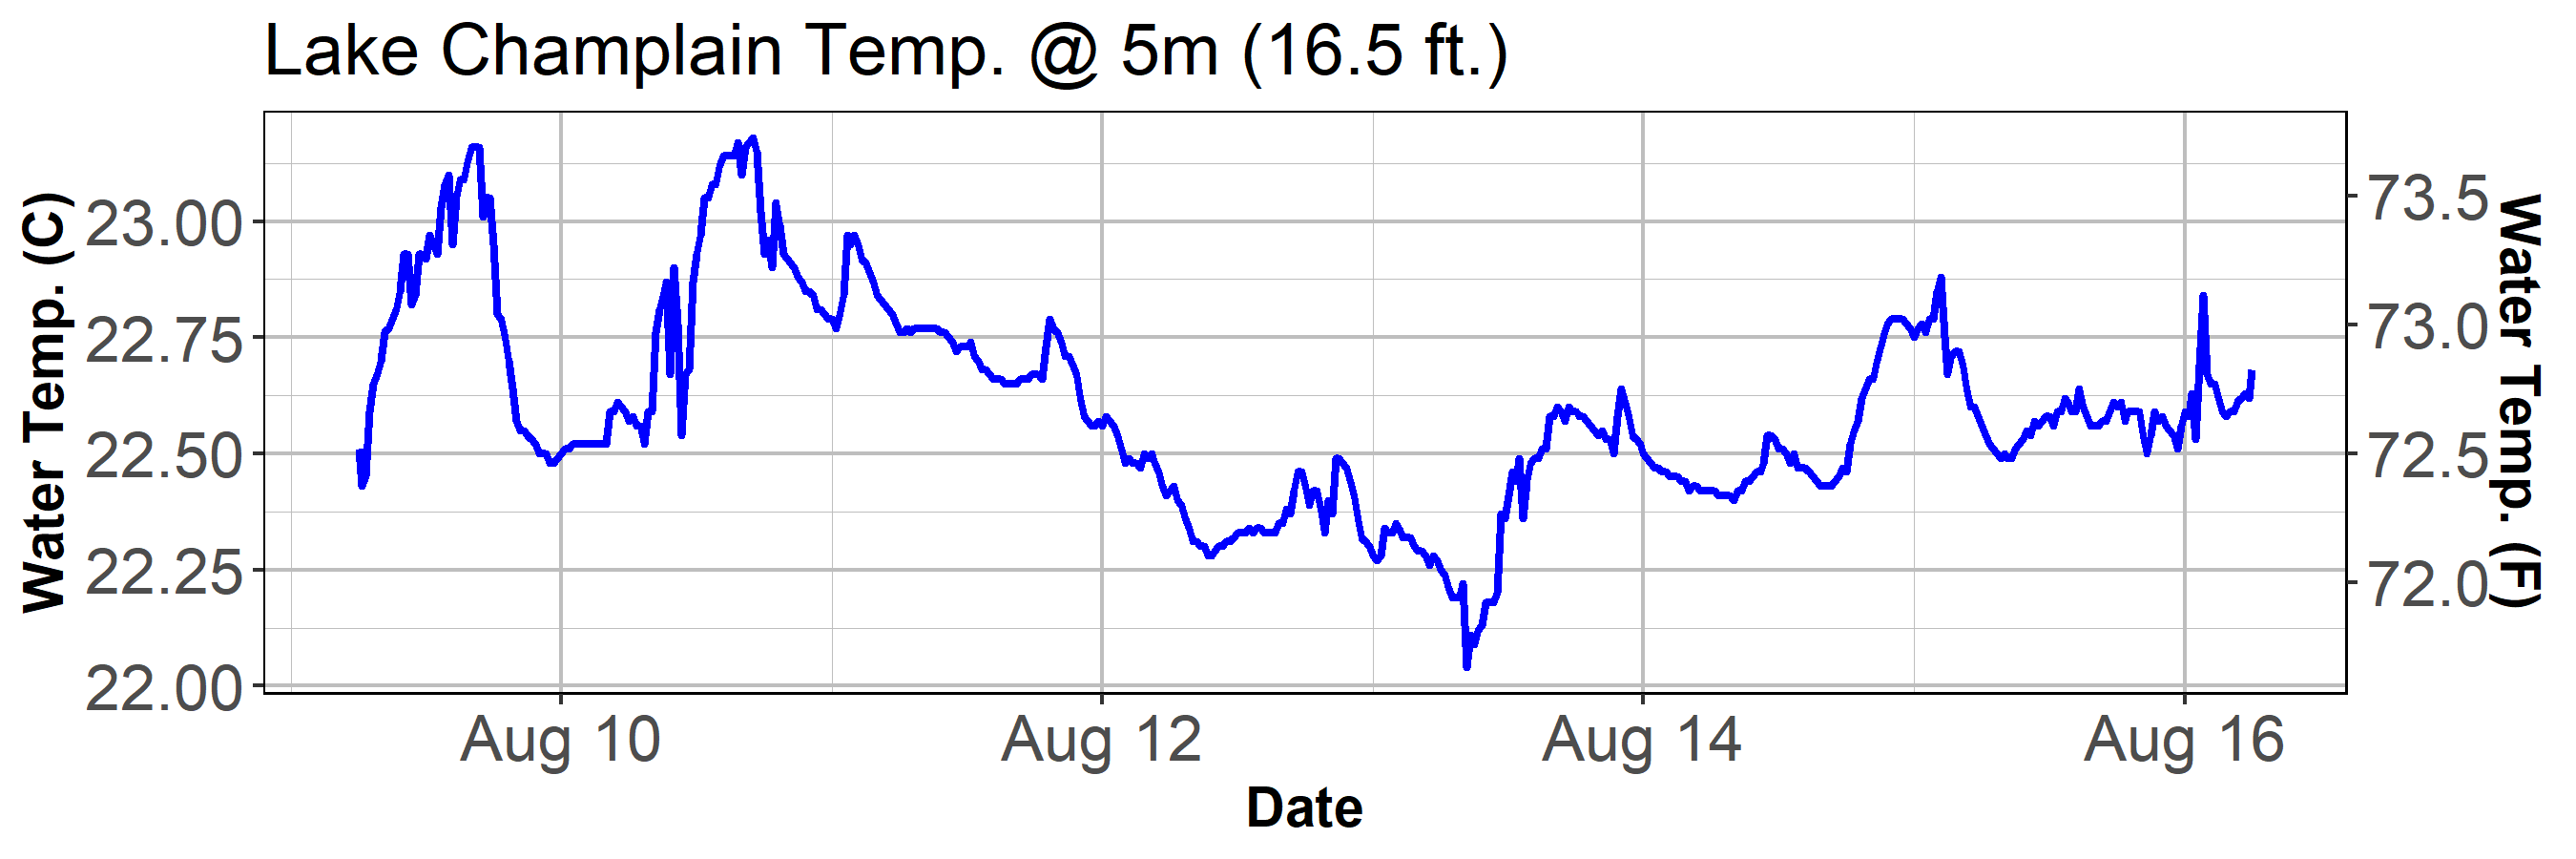 Lake Champlain Temp. @ 5m (16.5 ft.)
Water Temp. (C)
23.00
22.75
22.50
22.25
22.00
73.5
73.0
72.5
72.0
Water Temp. (F)
Aug 10
Aug 12
Aug 14
Aug 16
Date